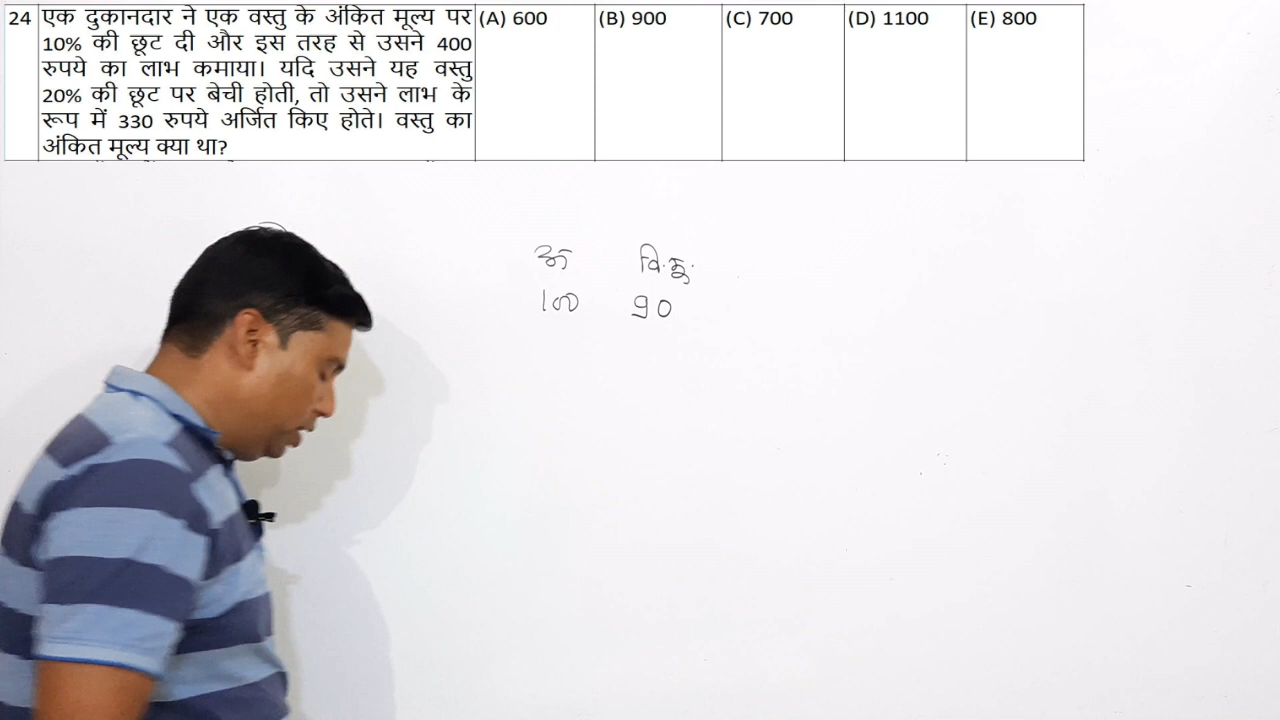 24 एक दुकानदार ने एक वस्तु के अंकित मूल्य पर
10% की छूट दी और इस तरह से उसने 400
रुपये का लाभ कमाया। यदि उसने यह वस्तु
20% की छूट पर बेची होती, तो उसने लाभ के
रूप में 330 रुपये अर्जित किए होते। वस्तु का
अंकित मूल्य क्या था?
(A) 600 (B) 900 (C) 700 (D) 1100 (E) 800
अं वि.मू.
100 90